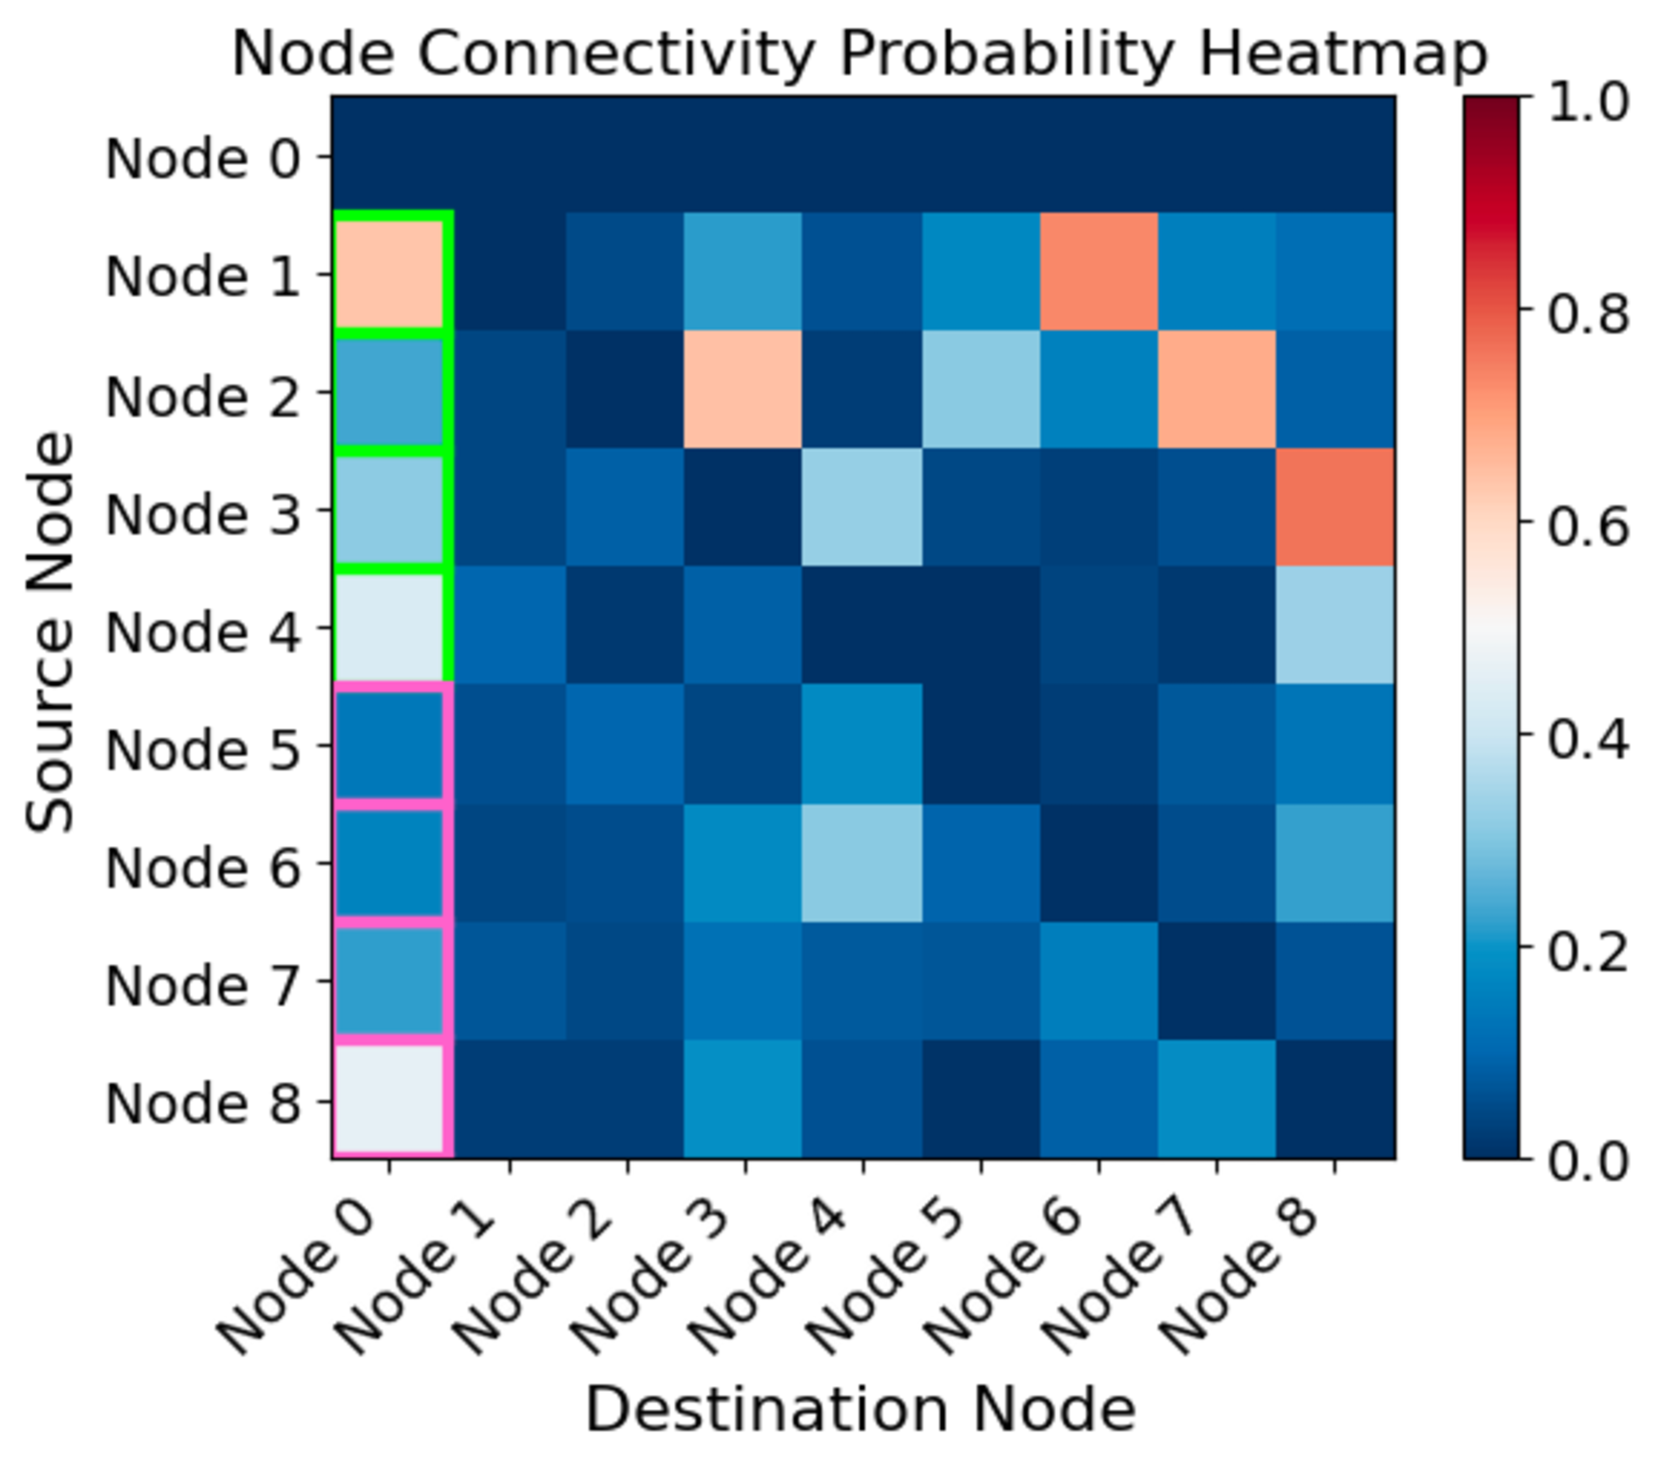 Node Connectivity Probability Heatmap
Source Node
Node 0
Node 1
Node 2
Node 3
Node 4
Node 5
Node 6
Node 7
Node 8
Node 0
Node 1
Node 2
Node 3
Node 4
Node 5
Node 6
Node 7
Node 8
Destination Node
1.0
0.8
0.6
0.4
0.2
0.0